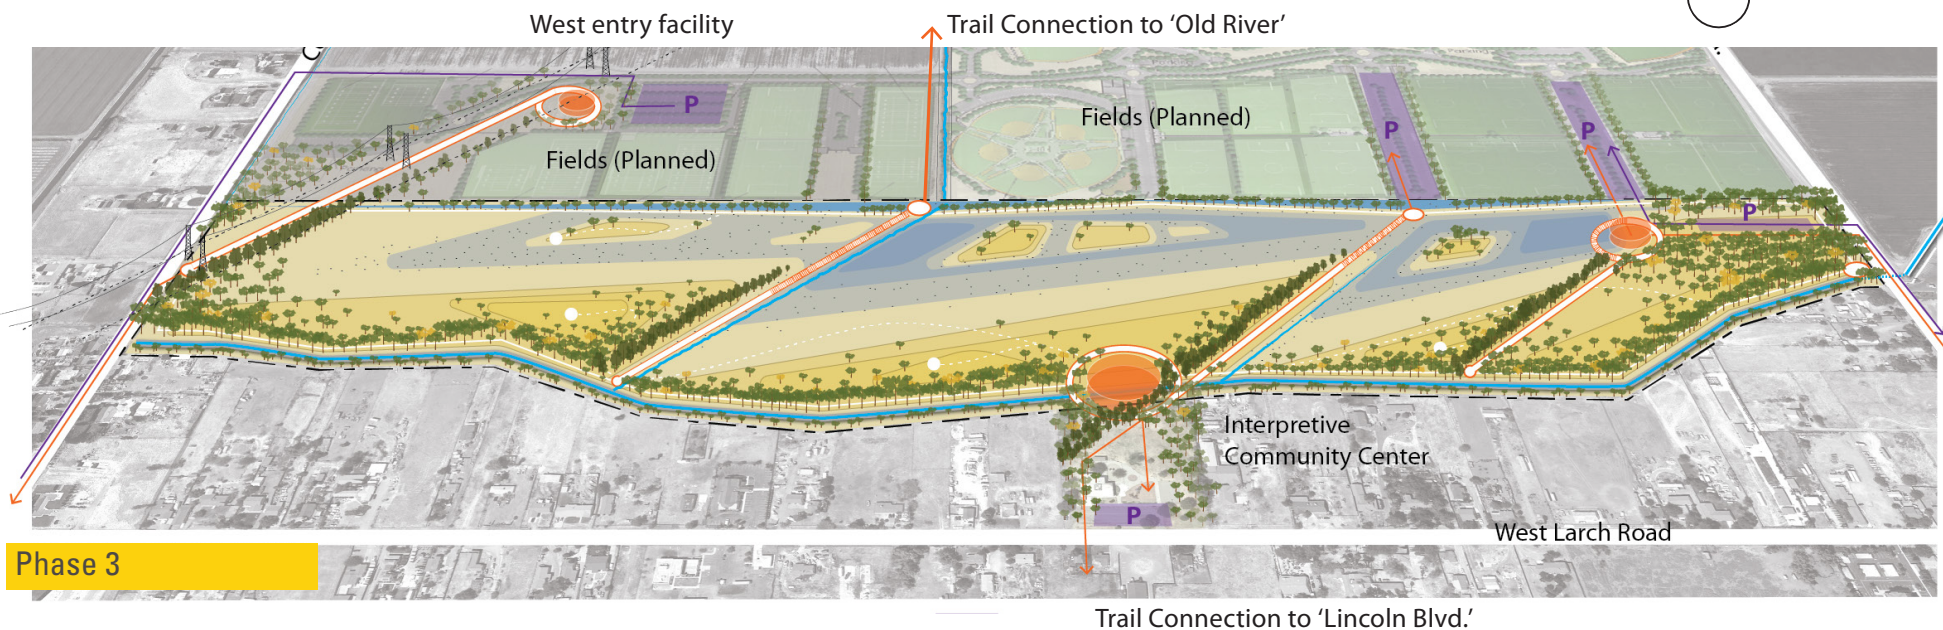 West entry facility
Trail Connection to ‘Old River’
P
Fields (Planned)
P
P
Fields (Planned)
P
Interpretive
Community Center
P
West Larch Road
Phase 3
Trail Connection to ‘Lincoln Blvd.’